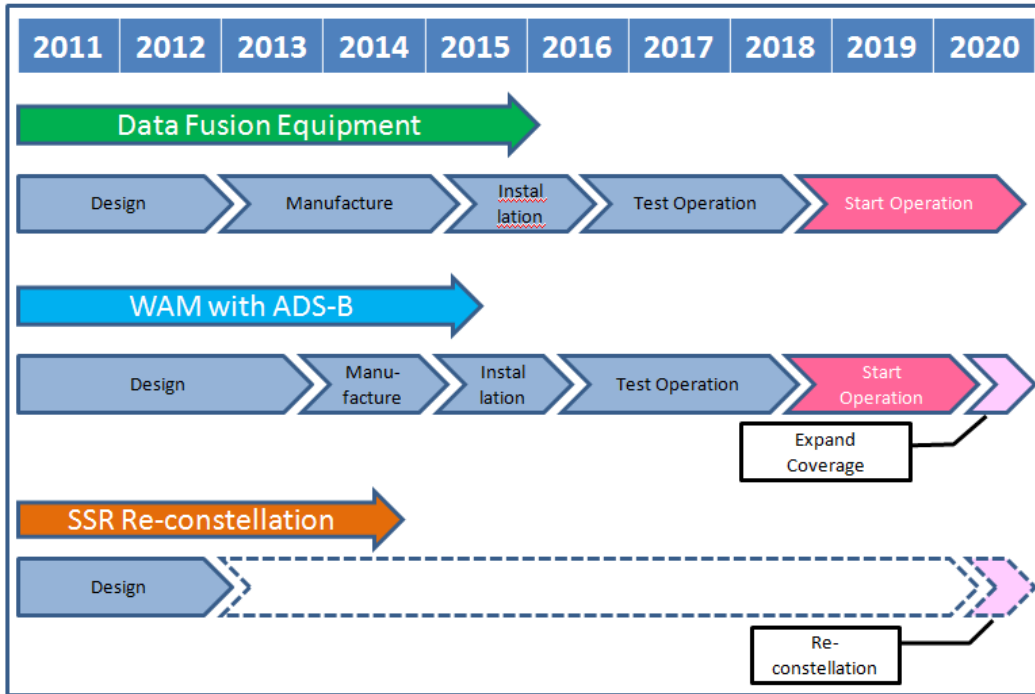 2011 2012 2013 2014 2015 2016 2017 2018 2019 2020
Data Fusion Equipment
Design
Manufacture
Instal
lation
Test Operation
Start Operation
WAM with ADS-B
Design
Manu-
facture
Instal
lation
Test Operation
Start
Operation
Expand
Coverage
SSR Re-constellation
Design
Re-
constellation